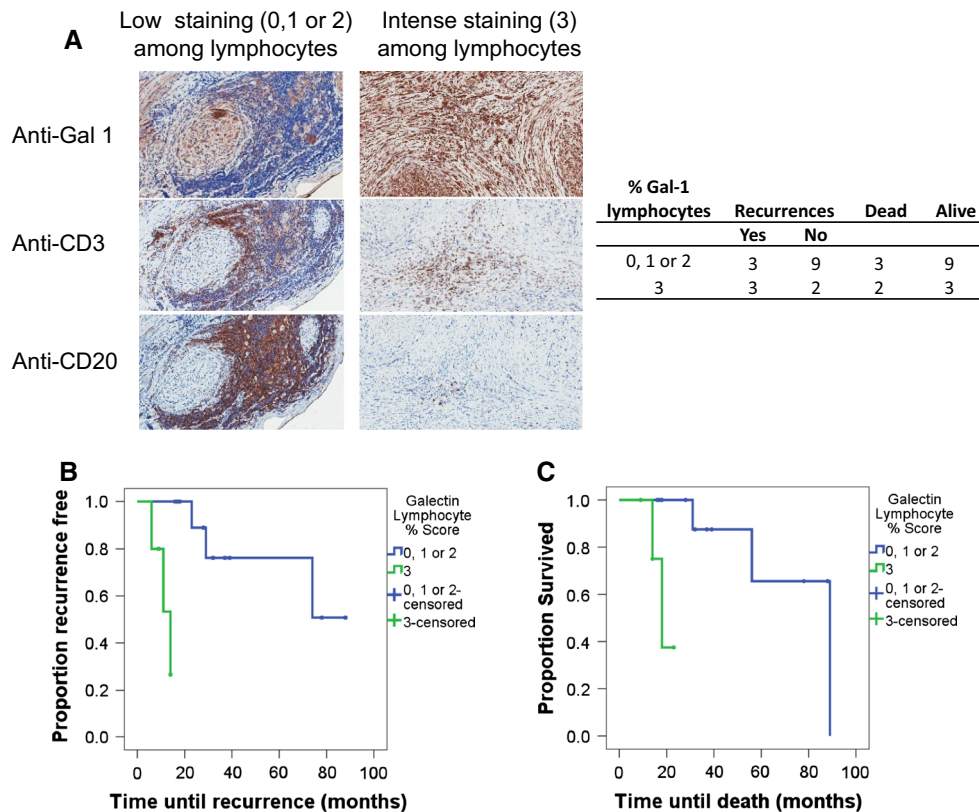 A
Low staining (0,1 or 2)
among lymphocytes
Intense staining (3)
among lymphocytes
Anti-Gal 1
Anti-CD3
Anti-CD20
% Gal-1
lymphocytes Recurrences Dead Alive
Yes No
0, 1 or 2 3 9 3 9
3 3 2 2 3
B
Proportion recurrence free
1.0
0.8
0.6
0.4
0.2
0.0
0 20 40 60 80 100
Time until recurrence (months)
Galectin
Lymphocyte
% Score
0, 1 or 2
3
0, 1 or 2-
censored
3-censored
C
Proportion Survived
1.0
0.8
0.6
0.4
0.2
0.0
0 20 40 60 80 100
Time until death (months)
Galectin
Lymphocyte
% Score
0, 1 or 2
3
0, 1 or 2-
censored
3-censored